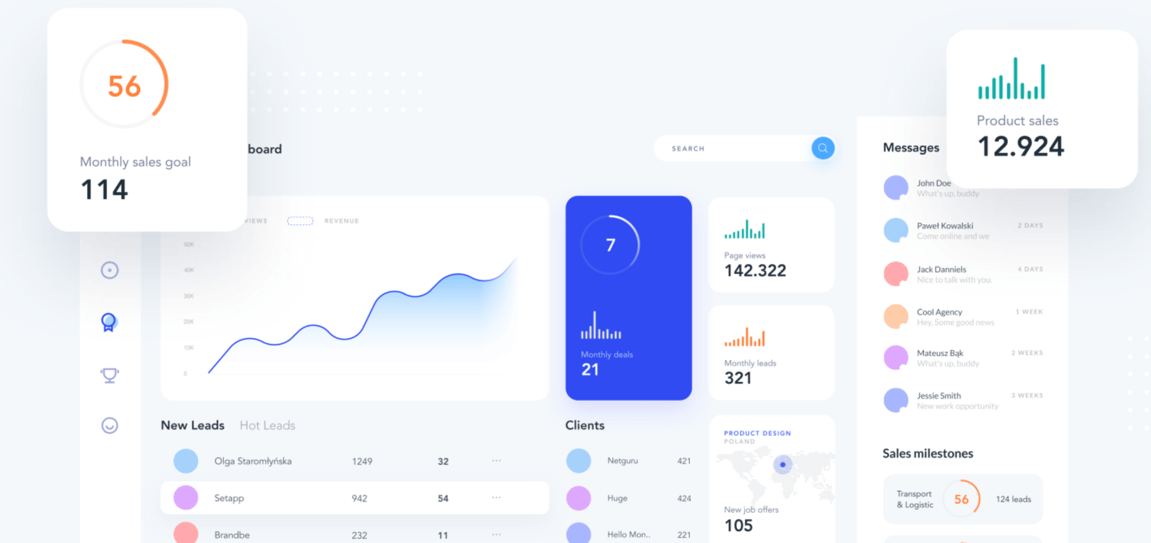 56
Monthly sales goal
114
Product sales
12.924
board
SEARCH
VIEWS
REVENUE
50K
40K
30K
20K
10K
0
7
Monthly deals
21
Page views
142.322
Monthly leads
321
Messages
John Doe
What's up, buddy
Paweł Kowalski
2 DAYS
Come online and we
Jack Danniels
4 DAYS
Nice to talk with you.
Cool Agency
1 WEEK
Hey, Some good news
Mateusz Bąk
2 WEEKS
What's up, buddy
Jessie Smith
3 WEEKS
New work opportunity
New Leads
Hot Leads
Olga Staromłyńska 1249 32 ...
Setapp 942 54 ...
Brandbe 232 11 ...
Clients
Netguru 421
Huge 424
Hello Mon.. 221
PRODUCT DESIGN
POLAND
New job offers
105
Sales milestones
Transport
& Logistic
56
124 leads